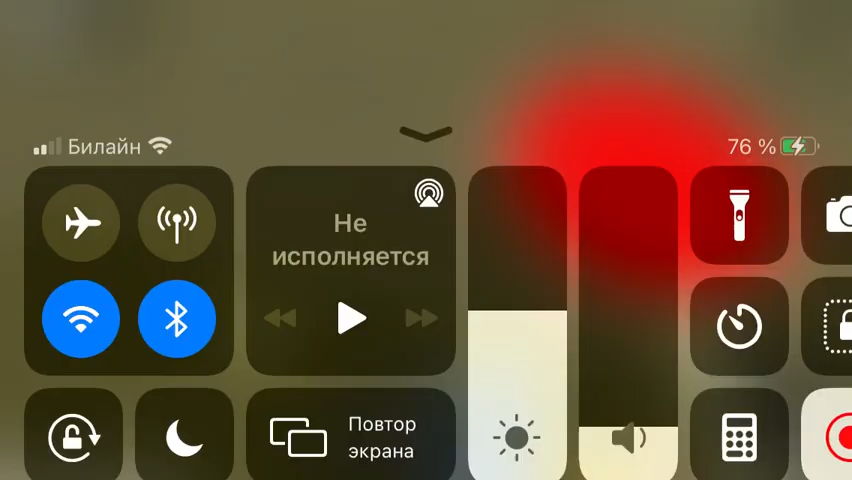 Билайн
76 %
Не
исполняется
Повтор
экрана